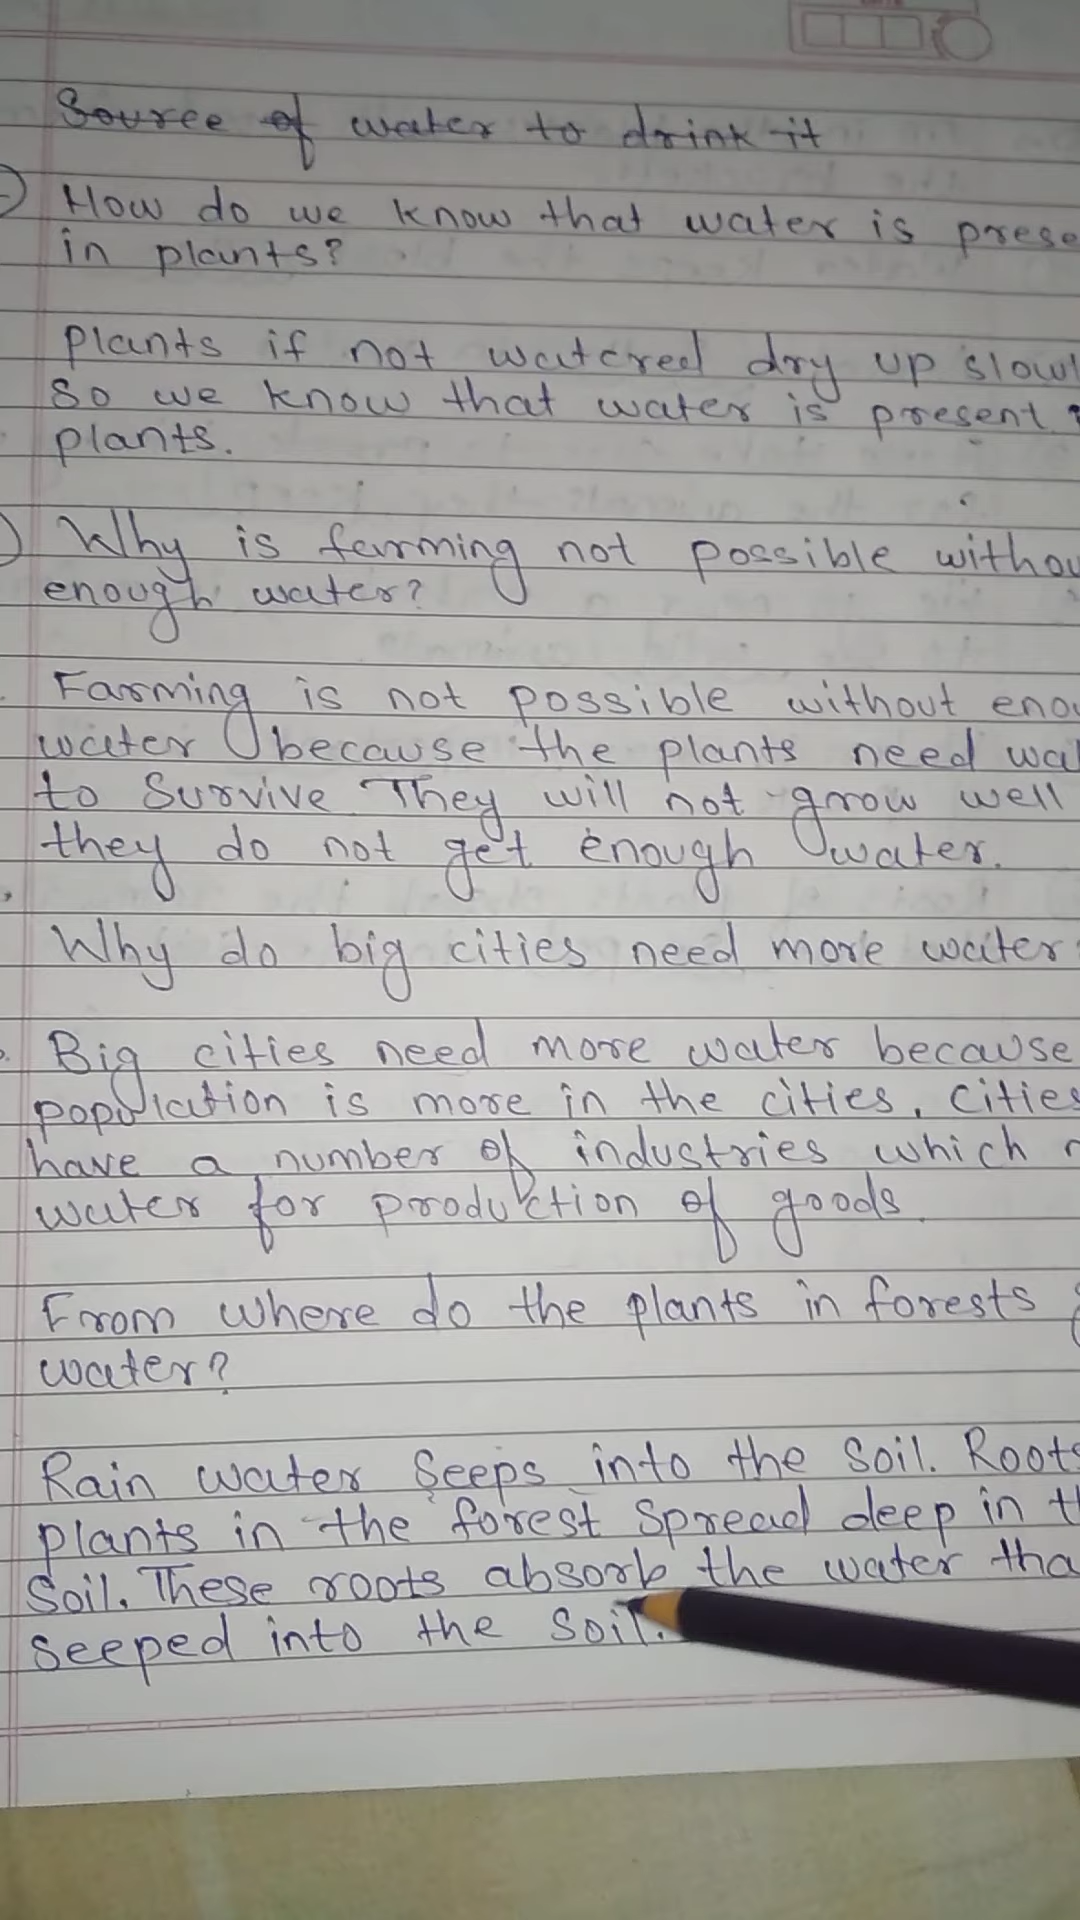 Source of water to drink it
How do we know that water is prese
in plants?
Plants if not watered dry up slowl
So we know that water is present
plants.
Why is farming not possible withou
enough water?
Farming is not possible without enou
water because the plants need wat
to Survive They will not grow well
they do not get enough water.
Why do big cities need more water
Big cities need more water because
population is more in the cities, cities
have a number of industries which n
water for production of goods.
From where do the plants in forests g
water?
Rain water Seeps into the Soil. Roots
plants in the forest Spread deep in th
Soil. These roots absorb the water tha
seeped into the Soil.